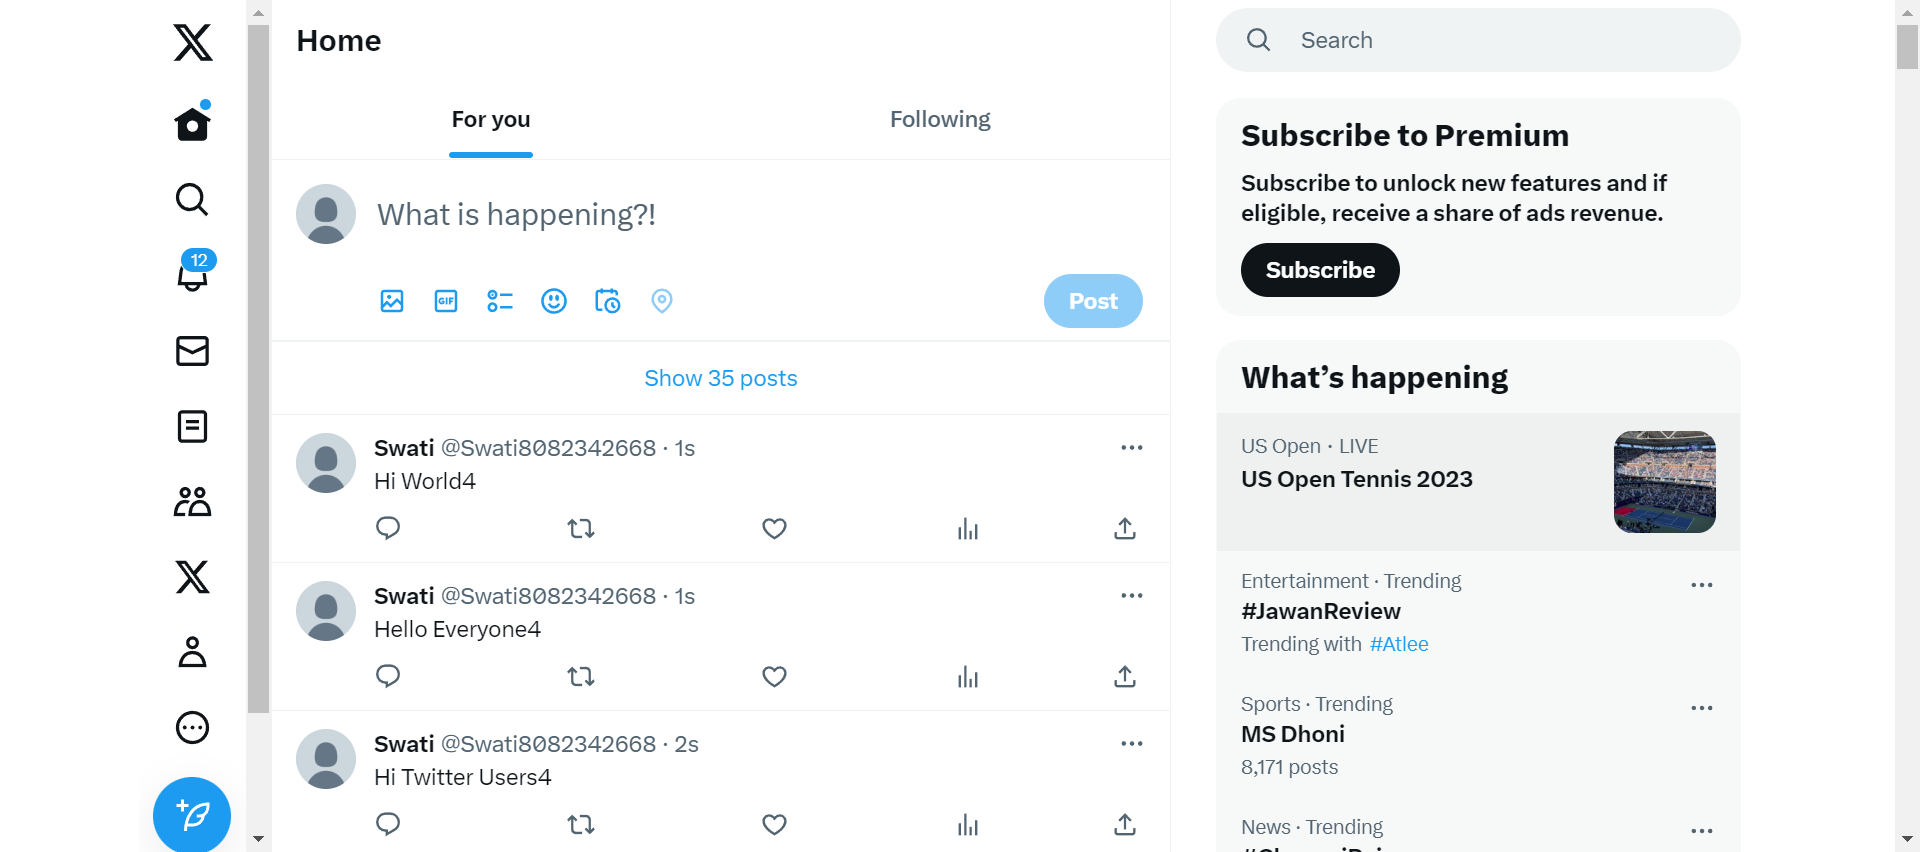 Home
For you
Following
What is happening?!
GIF
Post
Show 35 posts
Swati @Swati8082342668 · 1s
Hi World4
Swati @Swati8082342668 · 1s
Hello Everyone4
Swati @Swati8082342668 · 2s
Hi Twitter Users4
12
Search
Subscribe to Premium
Subscribe to unlock new features and if
eligible, receive a share of ads revenue.
Subscribe
What’s happening
US Open · LIVE
US Open Tennis 2023
Entertainment · Trending
#JawanReview
Trending with #Atlee
Sports · Trending
MS Dhoni
8,171 posts
News · Trending